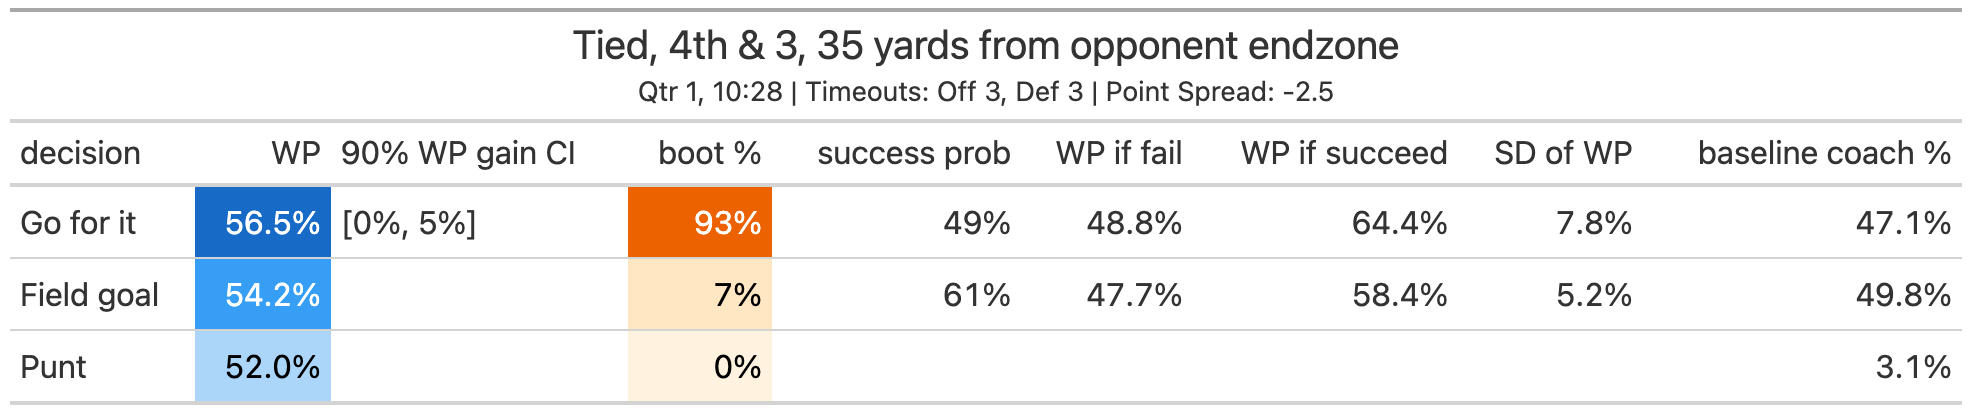 Tied, 4th & 3, 35 yards from opponent endzone
Qtr 1, 10:28 | Timeouts: Off 3, Def 3 | Point Spread: -2.5
decision WP 90% WP gain CI boot % success prob WP if fail WP if succeed SD of WP baseline coach %
Go for it 56.5% [0%, 5%] 93% 49% 48.8% 64.4% 7.8% 47.1%
Field goal 54.2% 7% 61% 47.7% 58.4% 5.2% 49.8%
Punt 52.0% 0% 3.1%